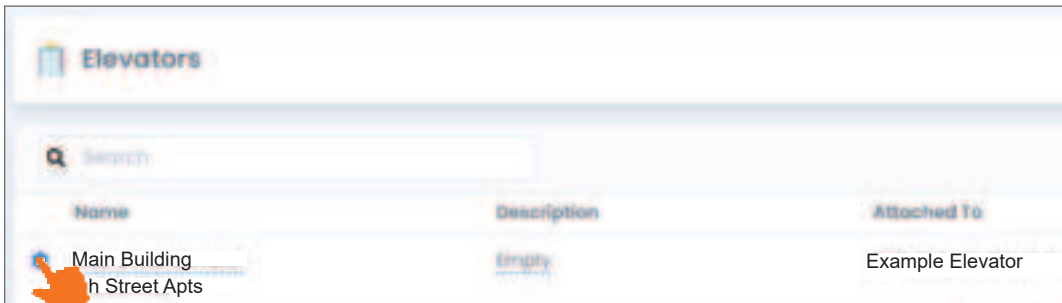 Elevators
Search
Name Description Attached To
Main Building Empty Example Elevator
h Street Apts